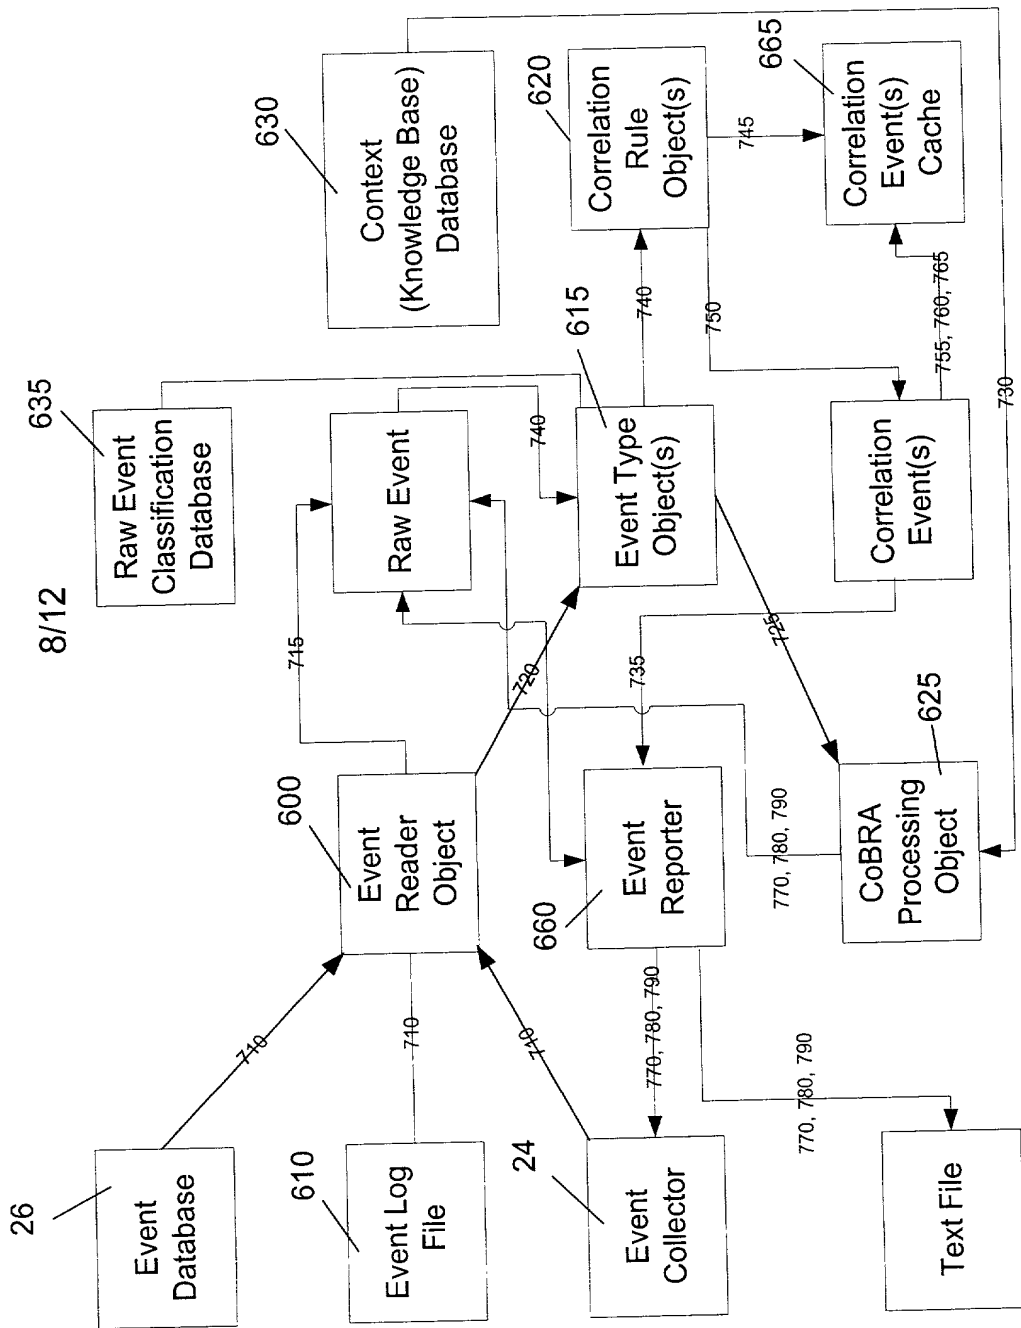 8/12
26
Event
Database
610
Event Log
File
24
Event
Collector
Text File
710
710
710
770, 780, 790
770, 780, 790
600
Event
Reader
Object
660
Event
Reporter
625
CoBRA
Processing
Object
715
720
735
725
770, 780, 790
635
Raw Event
Classification
Database
Raw Event
740
615
Event Type
Object(s)
Correlation
Event(s)
630
Context
(Knowledge Base)
Database
740
750
755, 760, 765
730
620
Correlation
Rule
Object(s)
745
665
Correlation
Event(s)
Cache